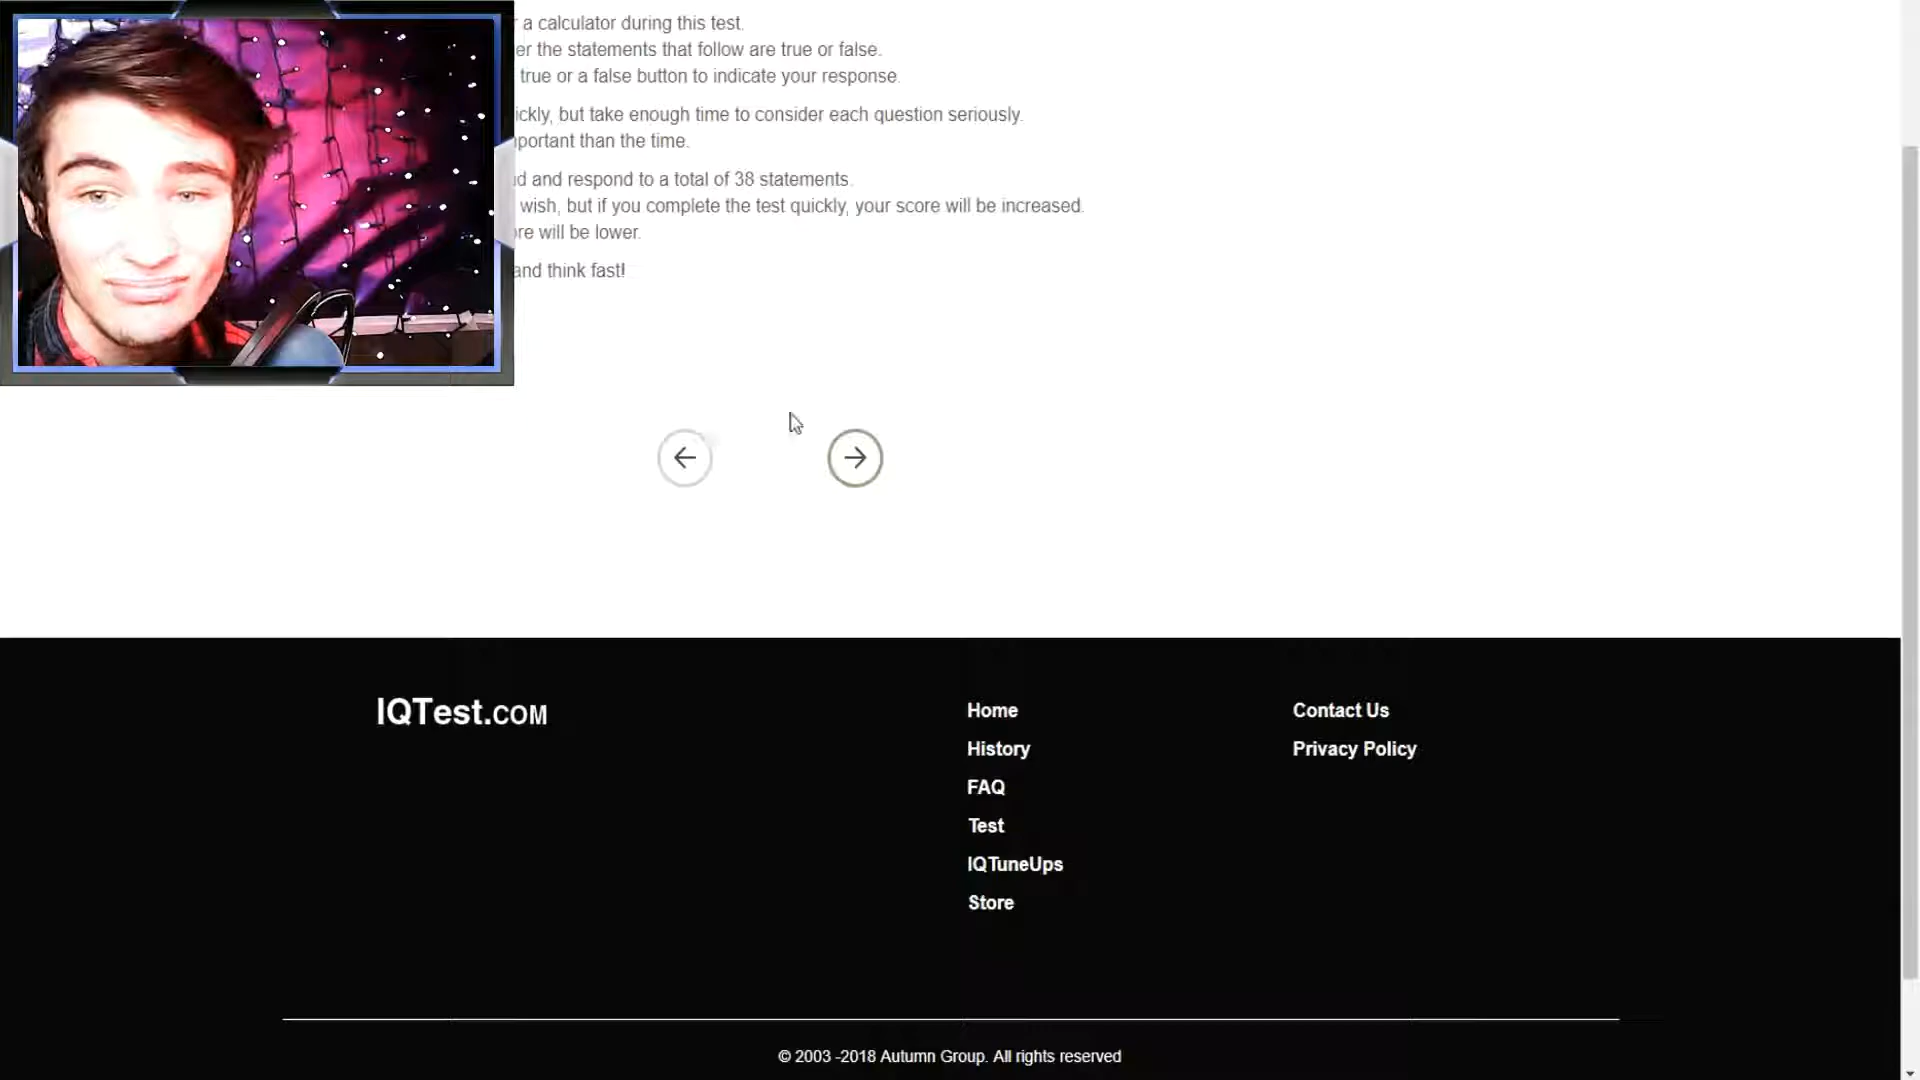 a calculator during this test.
the statements that follow are true or false.
true or a false button to indicate your response.
but take enough time to consider each question seriously.
than the time.
and respond to a total of 38 statements.
wish, but if you complete the test quickly, your score will be increased.
will be lower.
and think fast!
IQTest.COM
Home
History
FAQ
Test
IQTuneUps
Store
Contact Us
Privacy Policy
© 2003 -2018 Autumn Group. All rights reserved